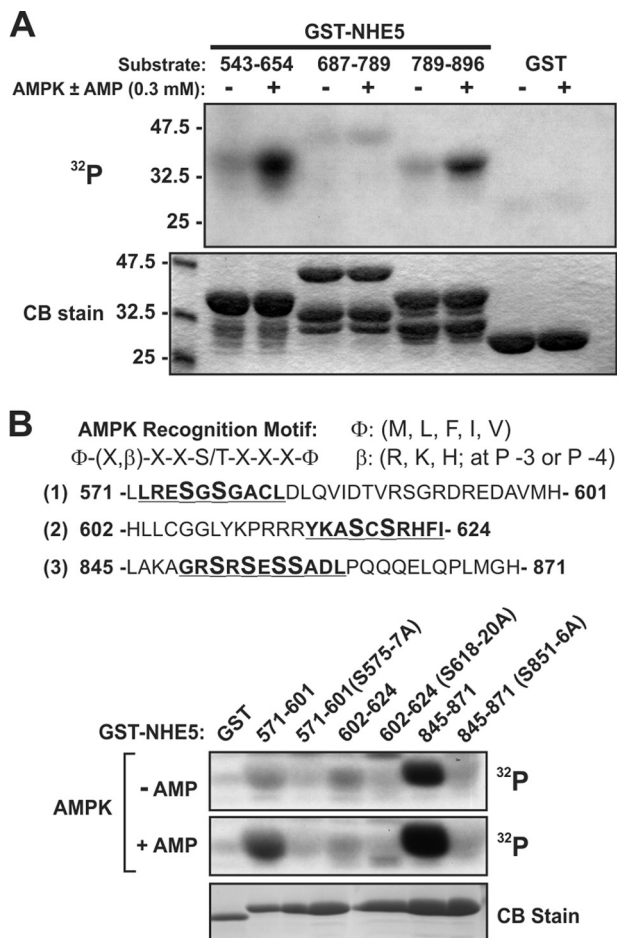 A
GST-NHE5
Substrate: 543-654 687-789 789-896 GST
AMPK ± AMP (0.3 mM): - + - + - + - +
47.5 -
32P
32.5 -
25 -
47.5 -
CB stain 32.5 -
25 -
B
AMPK Recognition Motif: Φ: (M, L, F, I, V)
Φ-(X,β)-X-X-S/T-X-X-X-Φ β: (R, K, H; at P -3 or P -4)
(1) 571 -LLRESGSGACLDLQVIDTVRSGRDREDAVMH- 601
(2) 602 -HLLCGGLYKPRRRYKASCSRHFI- 624
(3) 845 -LAKAGRSRSESSADLPQQQELQPLMGH- 871
GST-NHE5: GST 571-601 571-601(S575-7A) 602-624 602-624 (S618-20A) 845-871 845-871 (S851-6A)
AMPK
- AMP 32P
+ AMP 32P
CB Stain